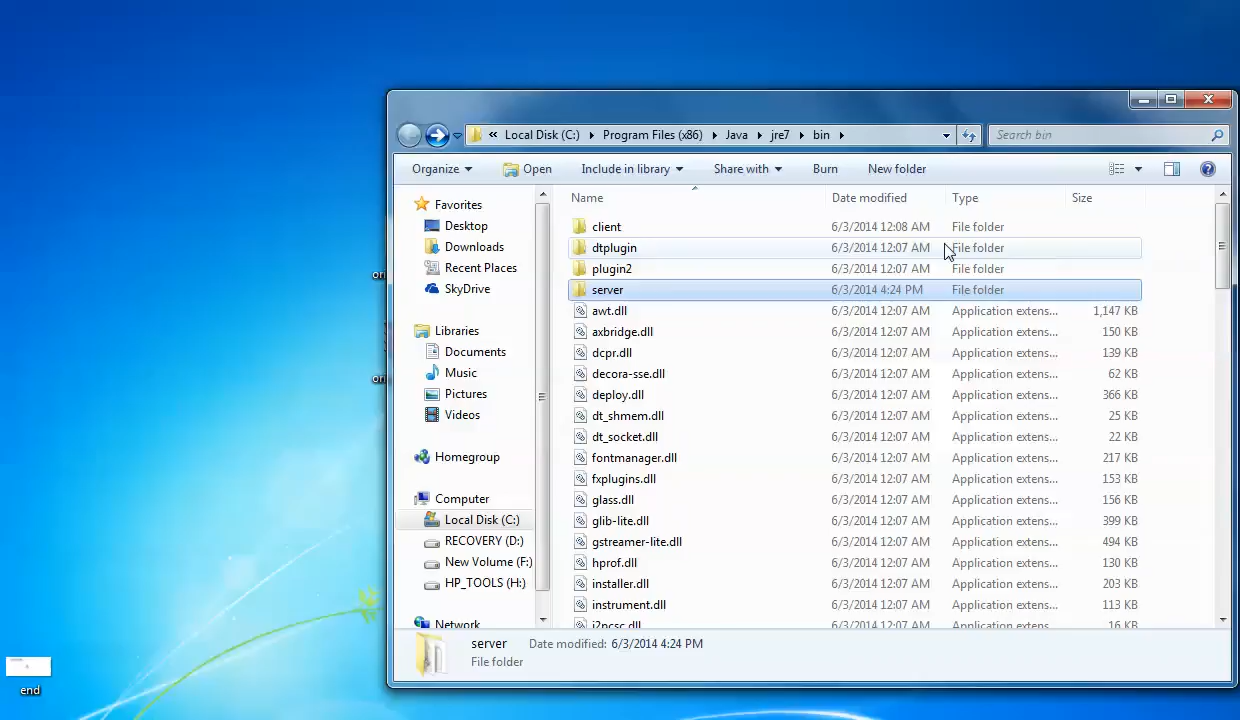 « Local Disk (C:) Program Files (x86) Java jre7 bin Search bin
Organize Open Include in library Share with Burn New folder
Name Date modified Type Size
Favorites
Desktop
Downloads
Recent Places
SkyDrive
Libraries
Documents
Music
Pictures
Videos
Homegroup
Computer
Local Disk (C:)
RECOVERY (D:)
New Volume (F:)
HP_TOOLS (H:)
Network
client 6/3/2014 12:08 AM File folder
dtplugin 6/3/2014 12:07 AM File folder
plugin2 6/3/2014 12:07 AM File folder
server 6/3/2014 4:24 PM File folder
awt.dll 6/3/2014 12:07 AM Application extens... 1,147 KB
axbridge.dll 6/3/2014 12:07 AM Application extens... 150 KB
dcpr.dll 6/3/2014 12:07 AM Application extens... 139 KB
decora-sse.dll 6/3/2014 12:07 AM Application extens... 62 KB
deploy.dll 6/3/2014 12:07 AM Application extens... 366 KB
dt_shmem.dll 6/3/2014 12:07 AM Application extens... 25 KB
dt_socket.dll 6/3/2014 12:07 AM Application extens... 22 KB
fontmanager.dll 6/3/2014 12:07 AM Application extens... 217 KB
fxplugins.dll 6/3/2014 12:07 AM Application extens... 153 KB
glass.dll 6/3/2014 12:07 AM Application extens... 156 KB
glib-lite.dll 6/3/2014 12:07 AM Application extens... 399 KB
gstreamer-lite.dll 6/3/2014 12:07 AM Application extens... 494 KB
hprof.dll 6/3/2014 12:07 AM Application extens... 130 KB
installer.dll 6/3/2014 12:07 AM Application extens... 203 KB
instrument.dll 6/3/2014 12:07 AM Application extens... 113 KB
j2pcsc.dll 6/3/2014 12:07 AM Application extens... 16 KB
server Date modified: 6/3/2014 4:24 PM
File folder
ori
ori
end